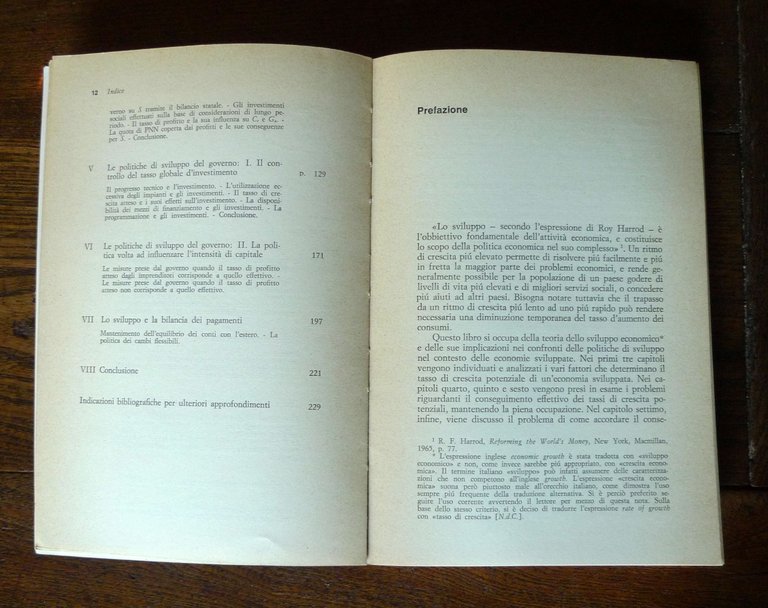 12 Indice
verno su S tramite il bilancio statale. - Gli investimenti
sociali effettuati sulla base di considerazioni di lungo pe-
riodo. - Il tasso di profitto e la sua influenza su C, e G
La quota di PNN coperta dai profitti e le sue conseguenze
per S. - Conclusione.
V Le politiche di sviluppo del governo: I. Il con-
trollo del tasso globale d'investimento p. 129
Il progresso tecnico e l'investimento. - L'utilizzazione ec-
cessiva degli impianti e gli investimenti. - Il tasso di cre-
scita atteso e i suoi effetti sull'investimento. - La disponi-
bilità dei mezzi di finanziamento e gli investimenti. - La
programmazione e gli investimenti. - Conclusione.
VI Le politiche di sviluppo del governo: II. La poli-
tica volta ad influenzare l'intensità di capitale 171
Le misure prese dal governo quando il tasso di profitto
atteso dagli imprenditori corrisponde a quello effettivo. -
Le misure prese dal governo quando il tasso di profitto
atteso non corrisponde a quello effettivo.
VII Lo sviluppo e la bilancia dei pagamenti 197
Mantenimento dell'equilibrio dei conti con l'estero. - La
politica dei cambi flessibili.
VIII Conclusione 221
Indicazioni bibliografiche per ulteriori approfondimenti 229
Prefazione
«Lo sviluppo – secondo l'espressione di Roy Harrod – è
l'obbiettivo fondamentale dell'attività economica, e costituisce
lo scopo della politica economica nel suo complesso»¹. Un ritmo
di crescita piú elevato permette di risolvere piú facilmente e piú
in fretta la maggior parte dei problemi economici, e rende gene-
ralmente possibile per la popolazione di un paese godere di
livelli di vita piú elevati e di migliori servizi sociali, o concedere
piú aiuti ad altri paesi. Bisogna notare tuttavia che il trapasso
da un ritmo di crescita piú lento ad uno piú rapido può rendere
necessaria una diminuzione temporanea del tasso d'aumento dei
consumi.
Questo libro si occupa della teoria dello sviluppo economico*
e delle sue implicazioni nei confronti delle politiche di sviluppo
nel contesto delle economie sviluppate. Nei primi tre capitoli
vengono individuati e analizzati i vari fattori che determinano il
tasso di crescita potenziale di un'economia sviluppata. Nei ca-
pitoli quarto, quinto e sesto vengono presi in esame i problemi
riguardanti il conseguimento effettivo dei tassi di crescita po-
tenziali, mantenendo la piena occupazione. Nel capitolo settimo,
infine, viene discusso il problema di come accordare il conse-
¹ R. F. Harrod, Reforming the World's Money, New York, Macmillan,
1965, p. 77.
* L'espressione inglese economic growth è stata tradotta con «sviluppo
economico» e non, come invece sarebbe piú appropriato, con «crescita econo-
mica». Il termine italiano «sviluppo» può infatti assumere delle caratterizza-
zioni che non competono all'inglese growth. L'espressione «crescita econo-
mica» suona però piuttosto male all'orecchio italiano, come dimostra l'uso
sempre piú frequente della traduzione alternativa. Si è perciò preferito se-
guire l'uso corrente avvertendo il lettore per mezzo di questa nota. Sulla
base dello stesso criterio, si è deciso di tradurre l'espressione rate of growth
con «tasso di crescita» [N.d.C.].